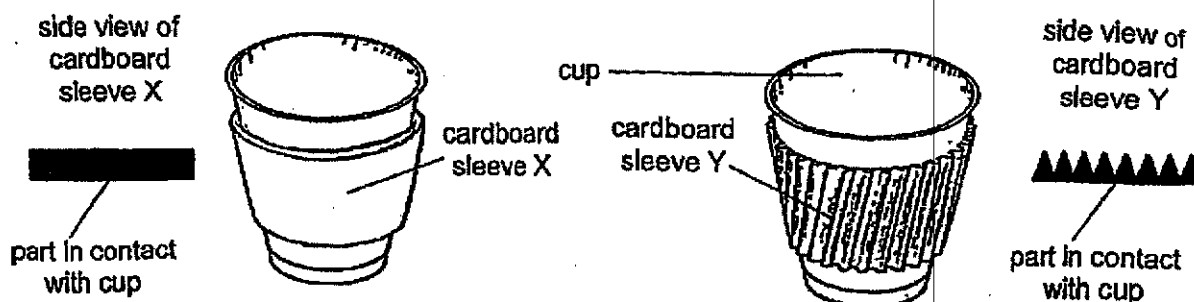 side view of
cardboard
sleeve X
cardboard
sleeve X
part in contact
with cup
cup
cardboard
sleeve Y
side view of
cardboard
sleeve Y
part in contact
with cup